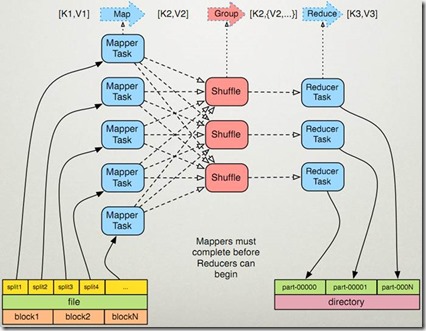 [K1,V1] Map [K2,V2] Group [K2,{V2,...}] Reduce [K3,V3]
Mapper
Task
Mapper
Task
Mapper
Task
Mapper
Task
Mapper
Task
Shuffle
Shuffle
Shuffle
Reducer
Task
Reducer
Task
Reducer
Task
Mappers must
complete before
Reducers can
begin
split1 split2 split3 split4 ...
file
block1 block2 blockN
part-00000 part-00001 part-000N
directory